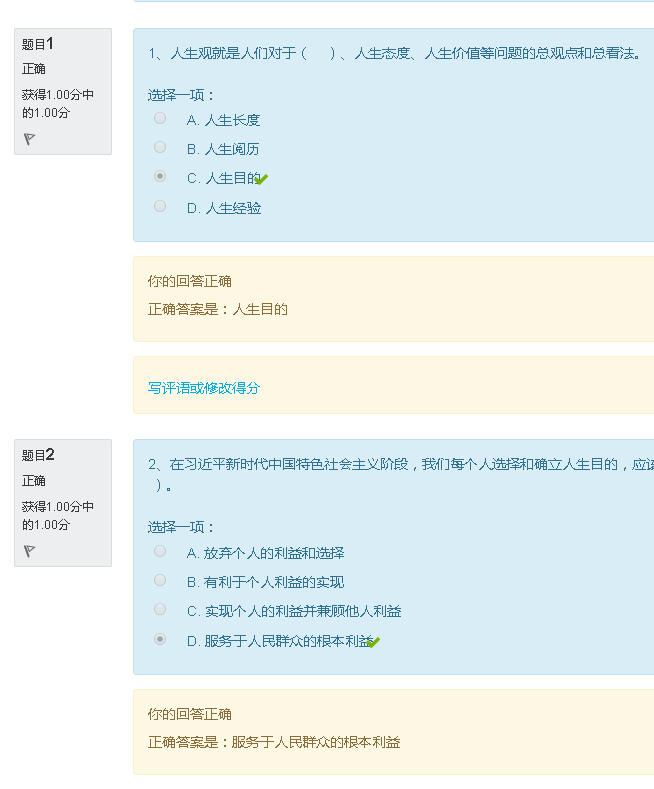 题目1
正确
获得1.00分中
的1.00分
1、人生观就是人们对于（　　）、人生态度、人生价值等问题的总观点和总看法。
选择一项：
A. 人生长度
B. 人生阅历
C. 人生目的
D. 人生经验
你的回答正确
正确答案是：人生目的
写评语或修改得分
题目2
正确
获得1.00分中
的1.00分
2、在习近平新时代中国特色社会主义阶段，我们每个人选择和确立人生目的，应该
）。
选择一项：
A. 放弃个人的利益和选择
B. 有利于个人利益的实现
C. 实现个人的利益并兼顾他人利益
D. 服务于人民群众的根本利益
你的回答正确
正确答案是：服务于人民群众的根本利益